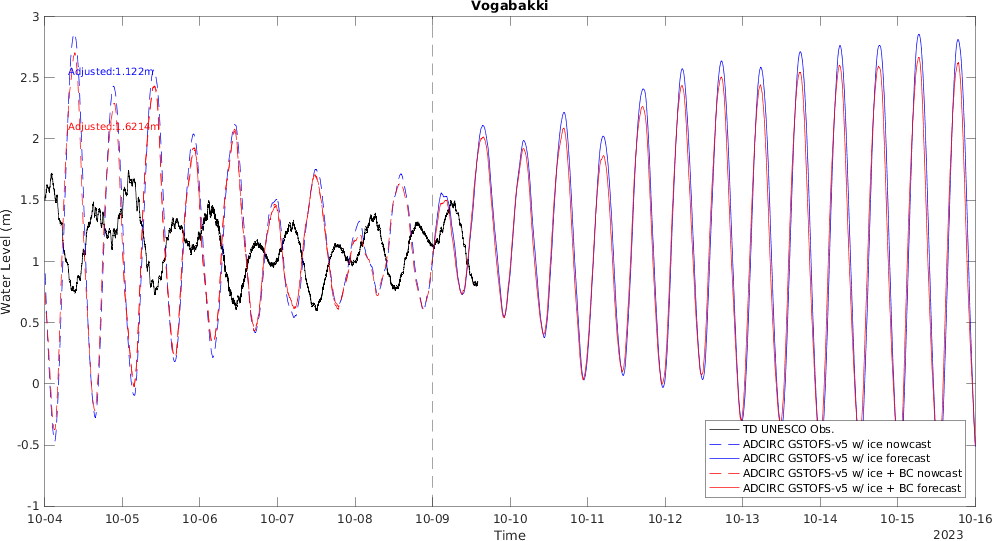 Vogabakki
3
2.5
2
1.5
1
0.5
0
-0.5
-1
Water Level (m)
Adjusted:1.122m
Adjusted:1.6214m
TD UNESCO Obs.
ADCIRC GSTOFS-v5 w/ ice nowcast
ADCIRC GSTOFS-v5 w/ ice forecast
ADCIRC GSTOFS-v5 w/ ice + BC nowcast
ADCIRC GSTOFS-v5 w/ ice + BC forecast
10-04 10-05 10-06 10-07 10-08 10-09 10-10 10-11 10-12 10-13 10-14 10-15 10-16
Time
2023